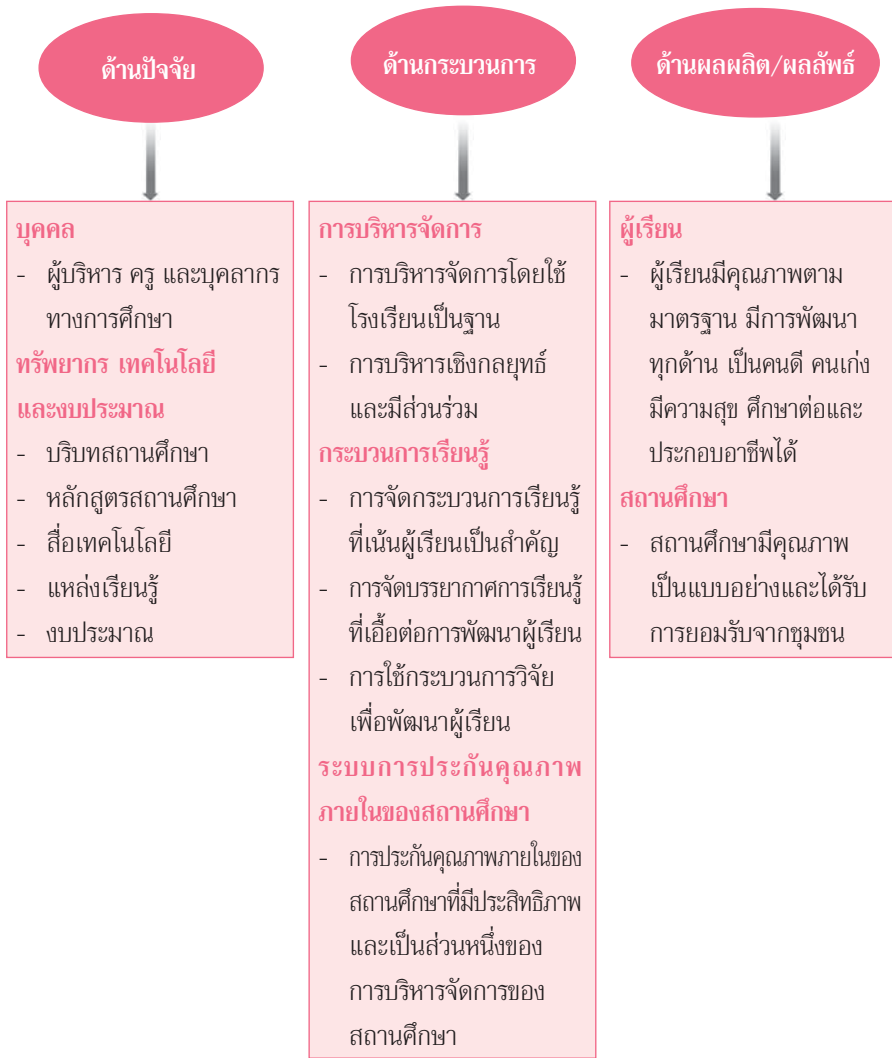 ด้านปัจจัย
บุคคล
- ผู้บริหาร ครู และบุคลากร
ทางการศึกษา
ทรัพยากร เทคโนโลยี
และงบประมาณ
- บริบทสถานศึกษา
- หลักสูตรสถานศึกษา
- สื่อเทคโนโลยี
- แหล่งเรียนรู้
- งบประมาณ
ด้านกระบวนการ
การบริหารจัดการ
- การบริหารจัดการโดยใช้
โรงเรียนเป็นฐาน
- การบริหารเชิงกลยุทธ์
และมีส่วนร่วม
กระบวนการเรียนรู้
- การจัดกระบวนการเรียนรู้
ที่เน้นผู้เรียนเป็นสำคัญ
- การจัดบรรยากาศการเรียนรู้
ที่เอื้อต่อการพัฒนาผู้เรียน
- การใช้กระบวนการวิจัย
เพื่อพัฒนาผู้เรียน
ระบบการประกันคุณภาพ
ภายในของสถานศึกษา
- การประกันคุณภาพภายในของ
สถานศึกษาที่มีประสิทธิภาพ
และเป็นส่วนหนึ่งของ
การบริหารจัดการของ
สถานศึกษา
ด้านผลผลิต/ผลลัพธ์
ผู้เรียน
- ผู้เรียนมีคุณภาพตาม
มาตรฐาน มีการพัฒนา
ทุกด้าน เป็นคนดี คนเก่ง
มีความสุข ศึกษาต่อและ
ประกอบอาชีพได้
สถานศึกษา
- สถานศึกษามีคุณภาพ
เป็นแบบอย่างและได้รับ
การยอมรับจากชุมชน